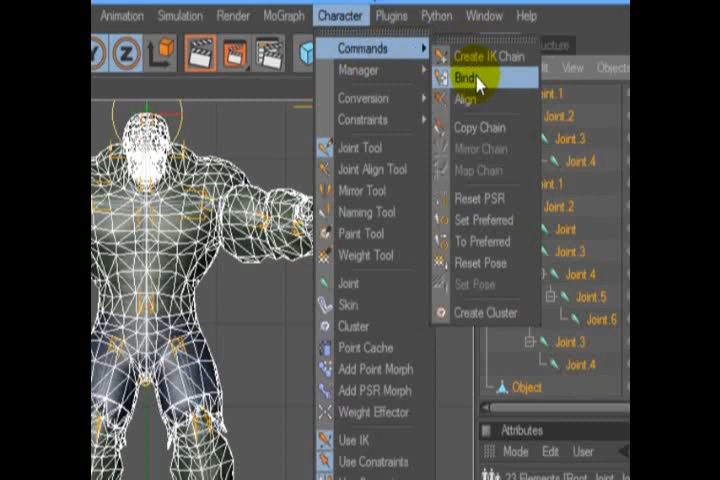 Animation Simulation Render MoGraph Character Plugins Python Window Help
Commands
Manager
Conversion
Constraints
Joint Tool
Joint Align Tool
Mirror Tool
Naming Tool
Paint Tool
Weight Tool
Joint
Skin
Cluster
Point Cache
Add Point Morph
Add PSR Morph
Weight Effector
Use IK
Use Constraints
Create IK Chain
Bind
Align
Copy Chain
Mirror Chain
Map Chain
Reset PSR
Set Preferred
To Preferred
Reset Pose
Set Pose
Create Cluster
ucture
View Objects
int.1
Joint.2
Joint.3
Joint.4
int.1
Joint.2
Joint
Joint.3
Joint.4
Joint.5
Joint.6
Joint.3
Joint.4
Object
Attributes
Mode Edit User
23 Elements [Root, Joint, Jo